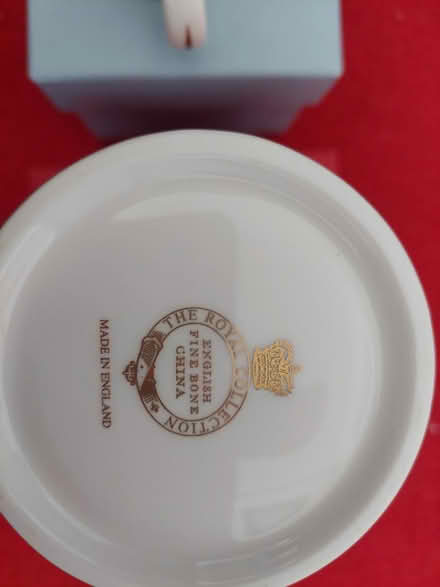 THE ROYAL COLLECTION
ENGLISH
FINE BONE
CHINA
MADE IN ENGLAND